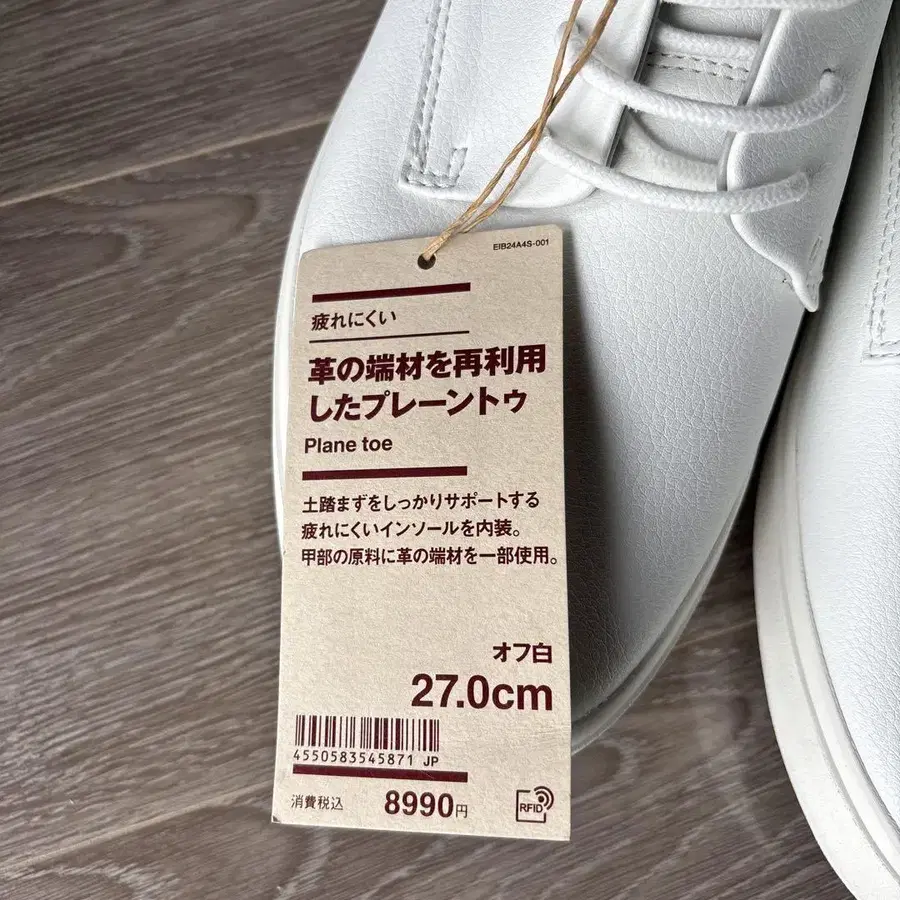 EIB24A4S-001
疲れにくい
革の端材を再利用
したプレーントゥ
Plane toe
土踏まずをしっかりサポートする
疲れにくいインソールを内装。
甲部の原料に革の端材を一部使用。
オフ白
27.0cm
4550583545871 JP
消費税込 8990円
RFID